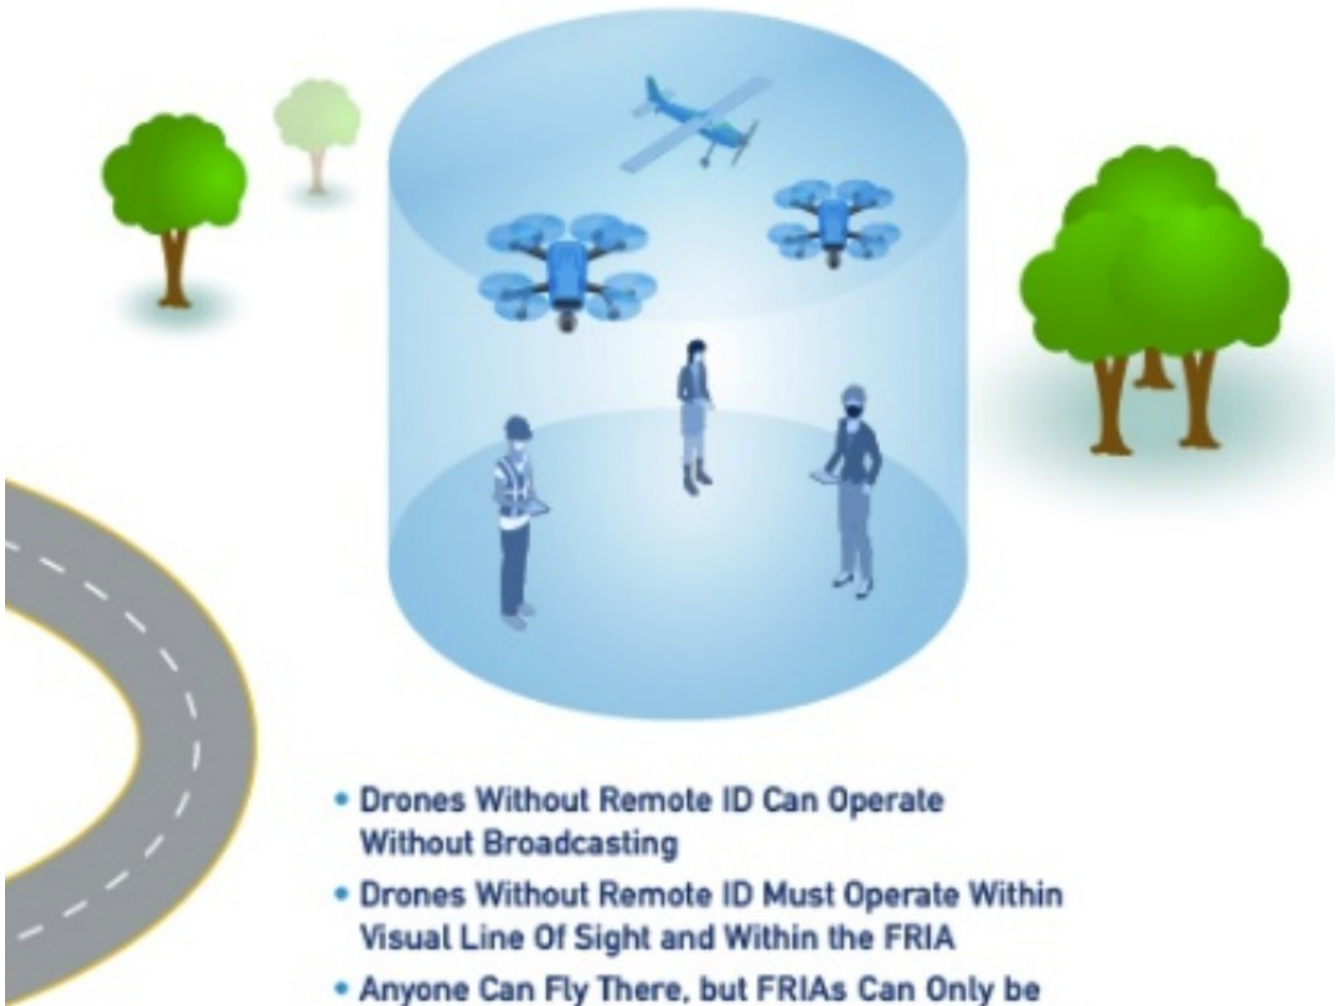 • Drones Without Remote ID Can Operate
Without Broadcasting
• Drones Without Remote ID Must Operate Within
Visual Line Of Sight and Within the FRIA
• Anyone Can Fly There, but FRIAs Can Only be